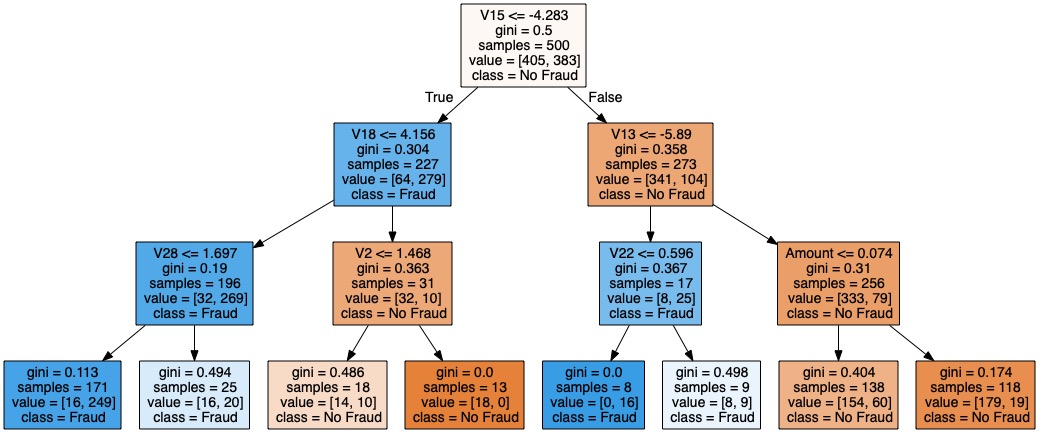 V15 <= -4.283
gini = 0.5
samples = 500
value = [405, 383]
class = No Fraud
True
False
V18 <= 4.156
gini = 0.304
samples = 227
value = [64, 279]
class = Fraud
V13 <= -5.89
gini = 0.358
samples = 273
value = [341, 104]
class = No Fraud
V28 <= 1.697
gini = 0.19
samples = 196
value = [32, 269]
class = Fraud
V2 <= 1.468
gini = 0.363
samples = 31
value = [32, 10]
class = No Fraud
V22 <= 0.596
gini = 0.367
samples = 17
value = [8, 25]
class = Fraud
Amount <= 0.074
gini = 0.31
samples = 256
value = [333, 79]
class = No Fraud
gini = 0.113
samples = 171
value = [16, 249]
class = Fraud
gini = 0.494
samples = 25
value = [16, 20]
class = Fraud
gini = 0.486
samples = 18
value = [14, 10]
class = No Fraud
gini = 0.0
samples = 13
value = [18, 0]
class = No Fraud
gini = 0.0
samples = 8
value = [0, 16]
class = Fraud
gini = 0.498
samples = 9
value = [8, 9]
class = Fraud
gini = 0.404
samples = 138
value = [154, 60]
class = No Fraud
gini = 0.174
samples = 118
value = [179, 19]
class = No Fraud